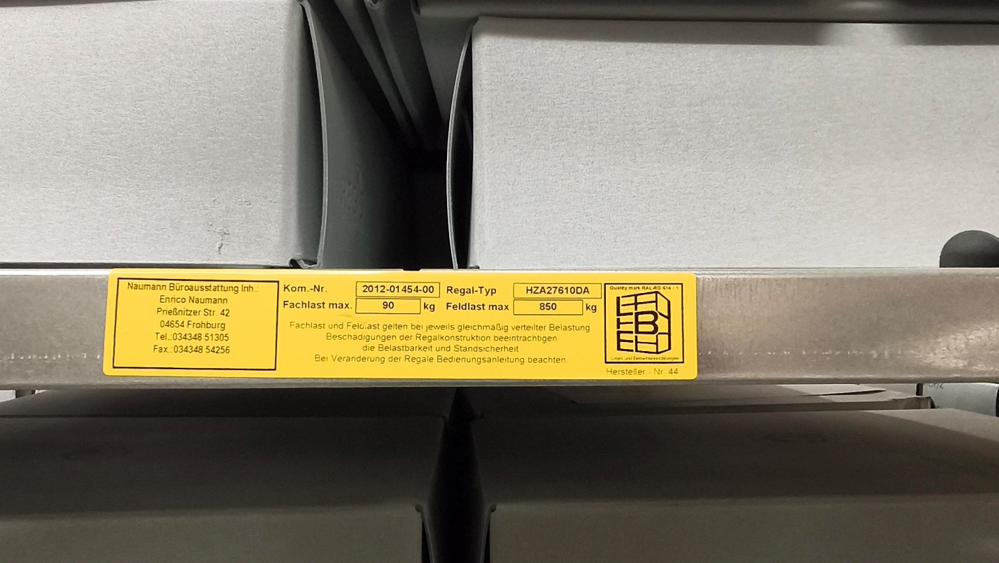 Naumann Büroausstattung Inh.:
Enrico Naumann
Prießnitzer Str. 42
04654 Frohburg
Tel.:034348 51305
Fax.:034348 54256
Kom.-Nr. 2012-01454-00 Regal-Typ HZA27610DA
Fachlast max. 90 kg Feldlast max 850 kg
Fachlast und Feldlast gelten bei jeweils gleichmäßig verteilter Belastung
Beschädigungen der Regalkonstruktion beeinträchtigen
die Belastbarkeit und Standsicherheit
Bei Veränderung der Regale Bedienungsanleitung beachten.
Quality mark RAL-RG 614 / 1
Lager und Betriebseinrichtungen
Hersteller - Nr. 44